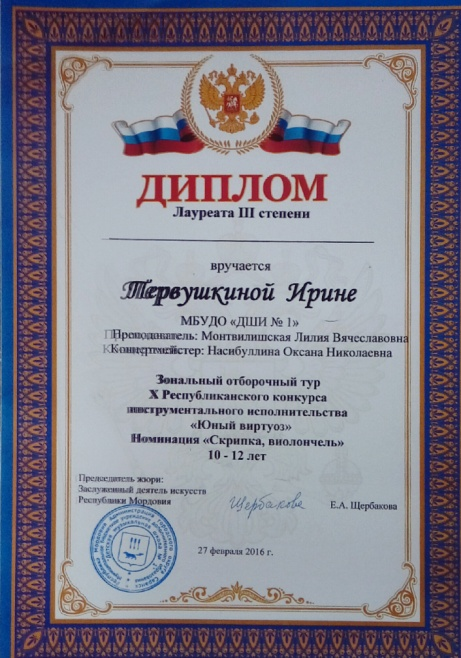 ДИПЛОМ
Лауреата III степени
вручается
Тервушкиной Ирине
МБУДО «ДШИ № 1»
Преподаватель: Монтвилишская Лилия Вячеславовна
Концертмейстер: Насибуллина Оксана Николаевна
Зональный отборочный тур
X Республиканского конкурса
инструментального исполнительства
«Юный виртуоз»
Номинация «Скрипка, виолончель»
10 - 12 лет
Председатель жюри:
Заслуженный деятель искусств
Республики Мордовия
Щербакова
Е.А. Щербакова
27 февраля 2016 г.